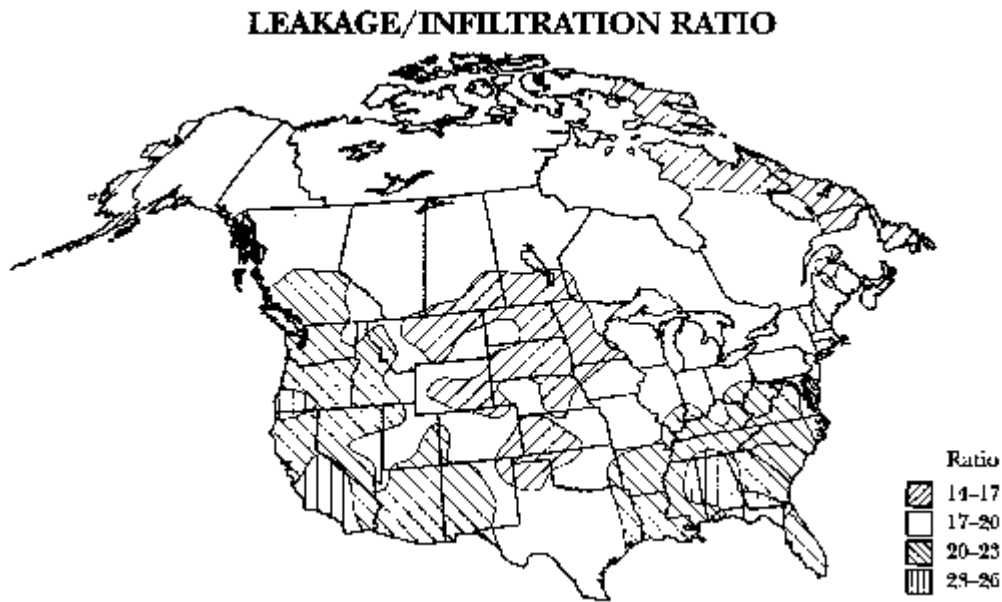 LEAKAGE/INFILTRATION RATIO
Ratio
14–17
17–20
20–23
23–26